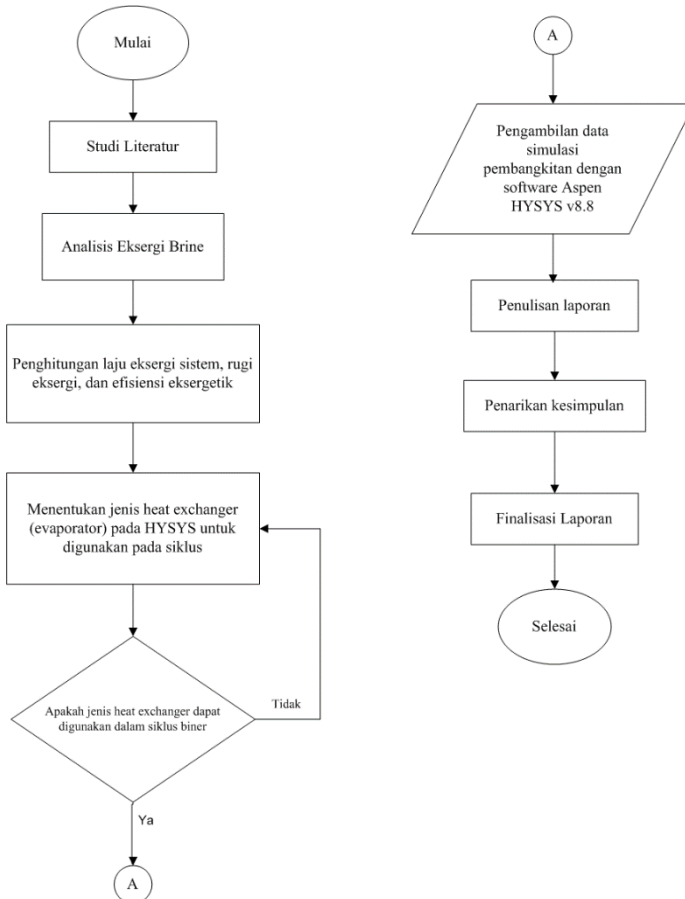 Mulai
Studi Literatur
Analisis Eksergi Brine
Penghitungan laju eksergi sistem, rugi
eksergi, dan efisiensi eksergetik
Menentukan jenis heat exchanger
(evaporator) pada HYSYS untuk
digunakan pada siklus
Apakah jenis heat exchanger dapat
digunakan dalam siklus biner
Tidak
Ya
A
A
Pengambilan data
simulasi
pembangkitan dengan
software Aspen
HYSYS v8.8
Penulisan laporan
Penarikan kesimpulan
Finalisasi Laporan
Selesai